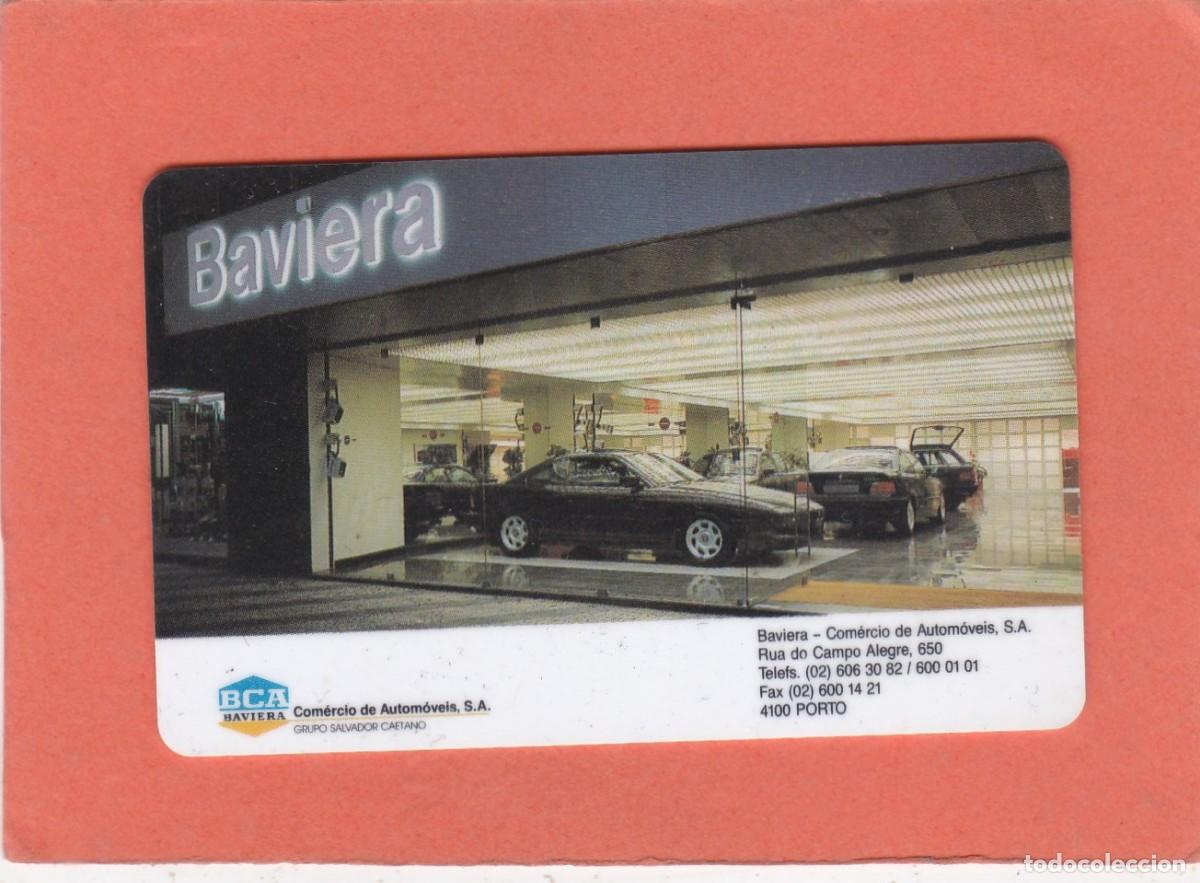 Baviera
Baviera – Comércio de Automóveis, S.A.
Rua do Campo Alegre, 650
Telefs. (02) 606 30 82 / 600 01 01
Fax (02) 600 14 21
4100 PORTO
BCA
BAVIERA
Comércio de Automóveis, S.A.
GRUPO SALVADOR CAETANO
todocoleccion